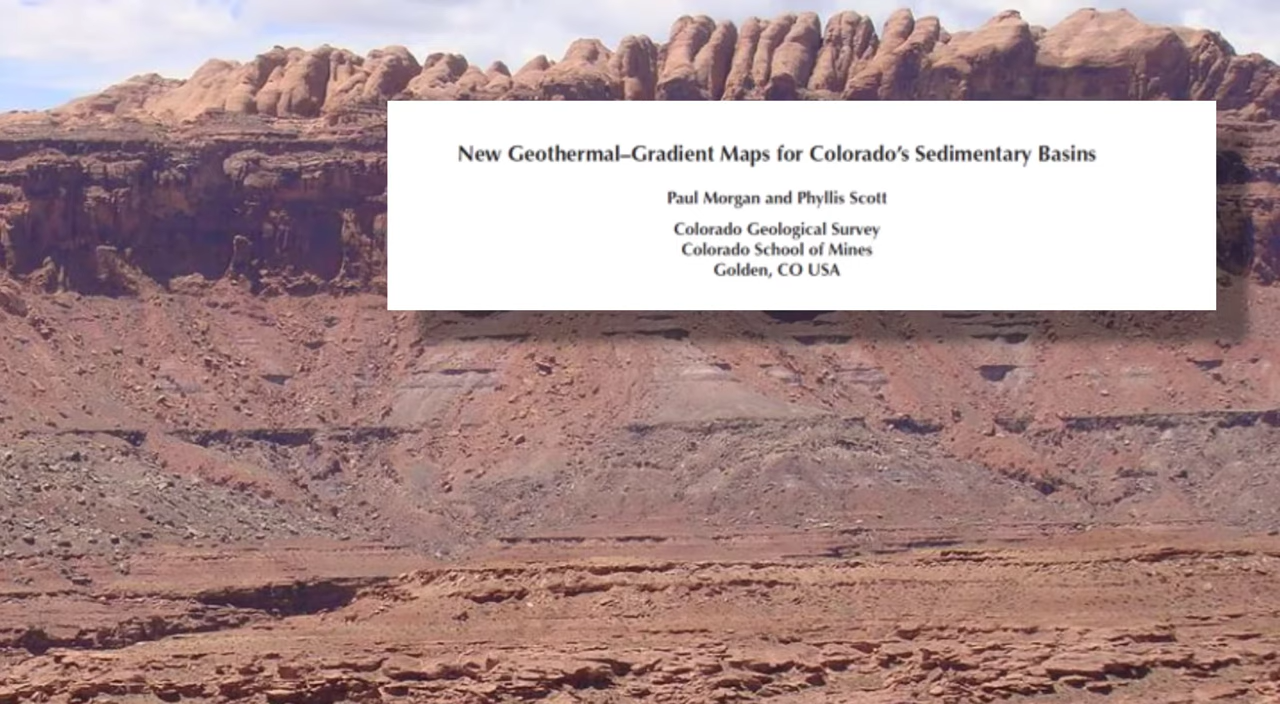 New Geothermal–Gradient Maps for Colorado's Sedimentary Basins
Paul Morgan and Phyllis Scott
Colorado Geological Survey
Colorado School of Mines
Golden, CO USA